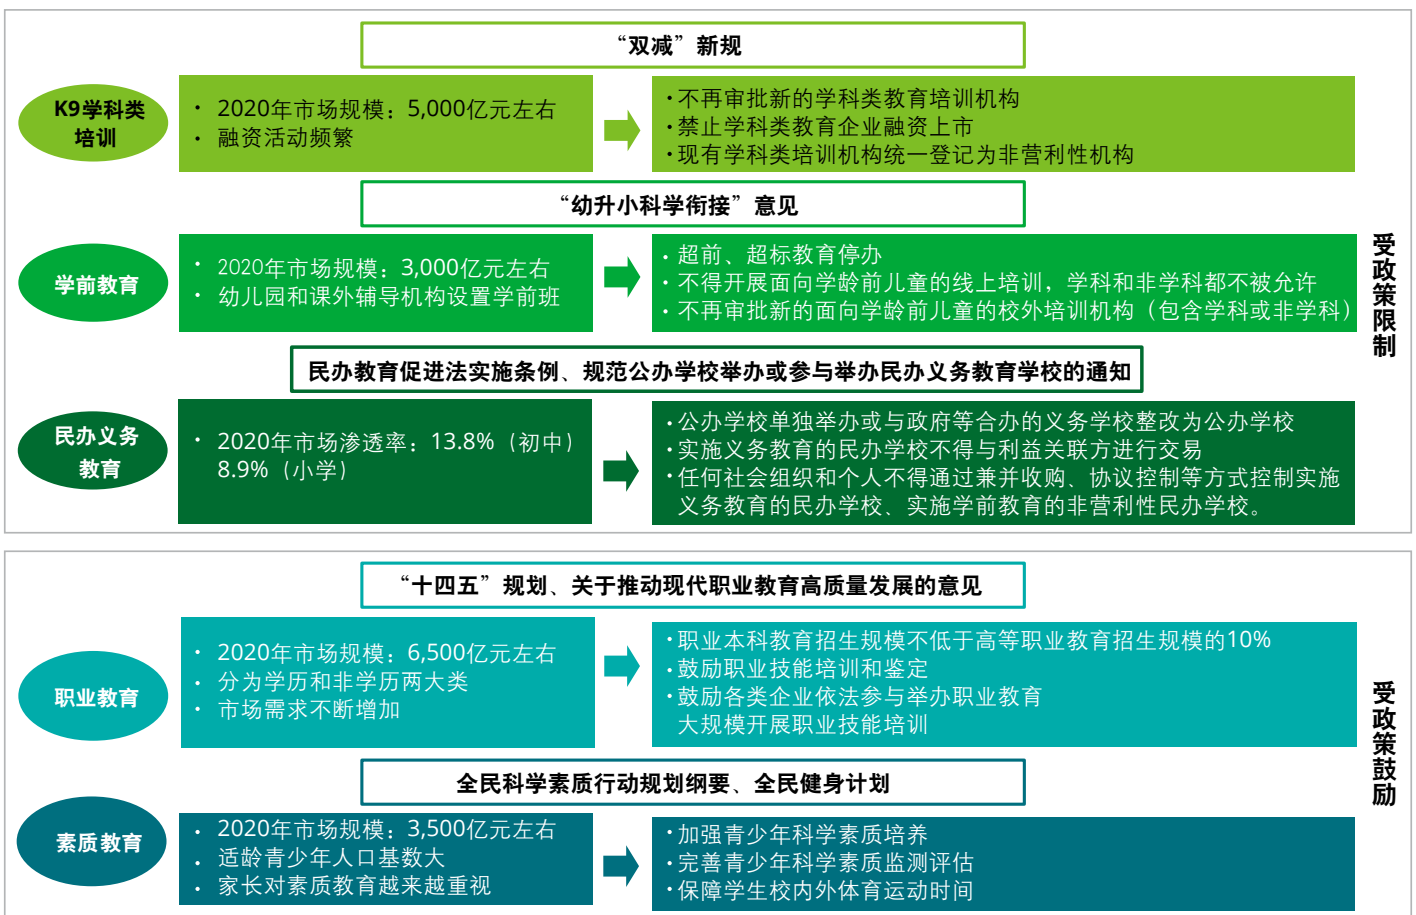 “双减”新规
K9学科类
培训
· 2020年市场规模：5,000亿元左右
· 融资活动频繁
·不再审批新的学科类教育培训机构
·禁止学科类教育企业融资上市
·现有学科类培训机构统一登记为非营利性机构
“幼升小科学衔接”意见
学前教育
· 2020年市场规模：3,000亿元左右
· 幼儿园和课外辅导机构设置学前班
· 超前、超标教育停办
· 不得开展面向学龄前儿童的线上培训，学科和非学科都不被允许
· 不再审批新的面向学龄前儿童的校外培训机构（包含学科或非学科）
民办教育促进法实施条例、规范公办学校举办或参与举办民办义务教育学校的通知
民办义务
教育
· 2020年市场渗透率：13.8%（初中）
8.9%（小学）
·公办学校单独举办或与政府等合办的义务学校整改为公办学校
·实施义务教育的民办学校不得与利益关联方进行交易
·任何社会组织和个人不得通过兼并收购、协议控制等方式控制实施
义务教育的民办学校、实施学前教育的非营利性民办学校。
受政策限制
“十四五”规划、关于推动现代职业教育高质量发展的意见
职业教育
· 2020年市场规模：6,500亿元左右
· 分为学历和非学历两大类
· 市场需求不断增加
·职业本科教育招生规模不低于高等职业教育招生规模的10%
·鼓励职业技能培训和鉴定
·鼓励各类企业依法参与举办职业教育
大规模开展职业技能培训
全民科学素质行动规划纲要、全民健身计划
素质教育
· 2020年市场规模：3,500亿元左右
· 适龄青少年人口基数大
· 家长对素质教育越来越重视
·加强青少年科学素质培养
·完善青少年科学素质监测评估
·保障学生校内外体育运动时间
受政策鼓励